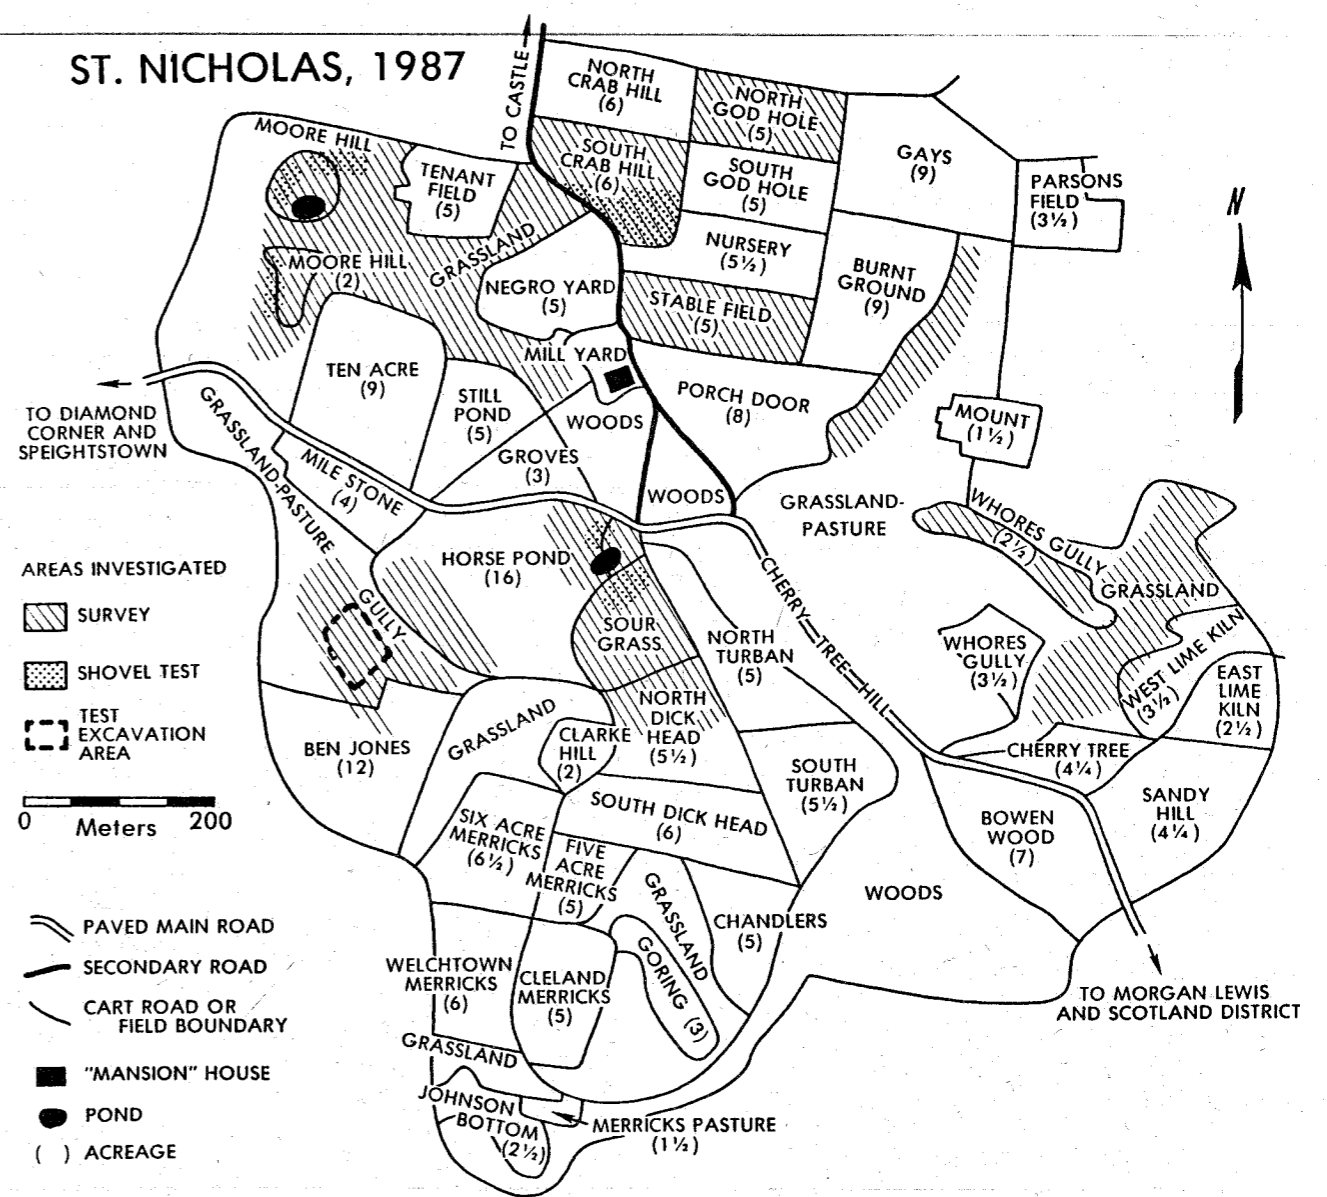 ST. NICHOLAS, 1987
TO CASTLE
NORTH
CRAB HILL
(6)
NORTH
GOD HOLE
(5)
MOORE HILL
TENANT
FIELD
(5)
SOUTH
CRAB HILL
(6)
SOUTH
GOD HOLE
(5)
GAYS
(9)
PARSONS
FIELD
(3½)
N
MOORE HILL
(2)
GRASSLAND
NEGRO YARD
(5)
NURSERY
(5½)
STABLE FIELD
(5)
BURNT
GROUND
(9)
TEN ACRE
(9)
MILL YARD
STILL
POND
(5)
WOODS
PORCH DOOR
(8)
MOUNT
(1½)
TO DIAMOND
CORNER AND
SPEIGHTSTOWN
GRASSLAND-PASTURE
MILE STONE
(4)
GROVES
(3)
WOODS
GRASSLAND-
PASTURE
WHORES GULLY
(2½)
GRASSLAND
HORSE POND
(16)
GULLY
SOUR
GRASS
NORTH
TURBAN
(5)
CHERRY TREE HILL
WHORES
GULLY
(3½)
WEST LIME KILN
(3½)
EAST
LIME
KILN
(2½)
AREAS INVESTIGATED
SURVEY
SHOVEL TEST
TEST
EXCAVATION
AREA
0 Meters 200
BEN JONES
(12)
GRASSLAND
CLARKE
HILL
(2)
NORTH
DICK
HEAD
(5½)
SOUTH
TURBAN
(5½)
CHERRY TREE
(4¼)
SANDY
HILL
(4¼)
BOWEN
WOOD
(7)
SIX ACRE
MERRICKS
(6½)
SOUTH DICK HEAD
(6)
FIVE
ACRE
MERRICKS
(5)
GRASSLAND
CHANDLERS
(5)
WOODS
WELCHTOWN
MERRICKS
(6)
CLELAND
MERRICKS
(5)
GORING (3)
GRASSLAND
JOHNSON
BOTTOM
(2½)
MERRICKS PASTURE
(1½)
TO MORGAN LEWIS
AND SCOTLAND DISTRICT
PAVED MAIN ROAD
SECONDARY ROAD
CART ROAD OR
FIELD BOUNDARY
"MANSION" HOUSE
POND
( ) ACREAGE